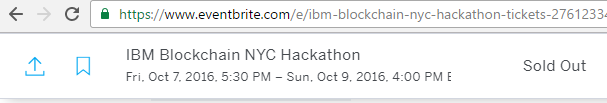 https://www.eventbrite.com/e/ibm-blockchain-nyc-hackathon-tickets-27612334
IBM Blockchain NYC Hackathon
Fri, Oct 7, 2016, 5:30 PM – Sun, Oct 9, 2016, 4:00 PM E
Sold Out